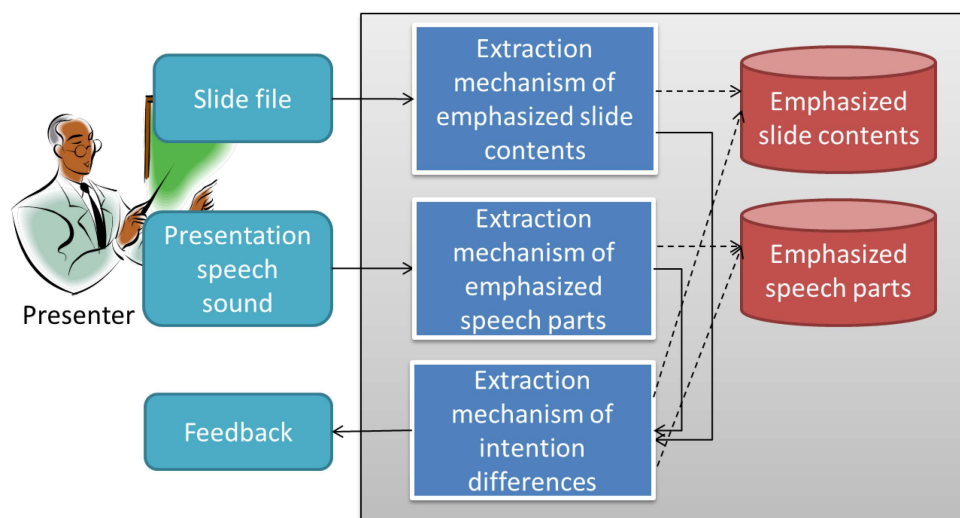 Slide file
Extraction
mechanism of
emphasized slide
contents
Emphasized
slide contents
Presentation
speech
sound
Presenter
Extraction
mechanism of
emphasized
speech parts
Emphasized
speech parts
Feedback
Extraction
mechanism of
intention
differences